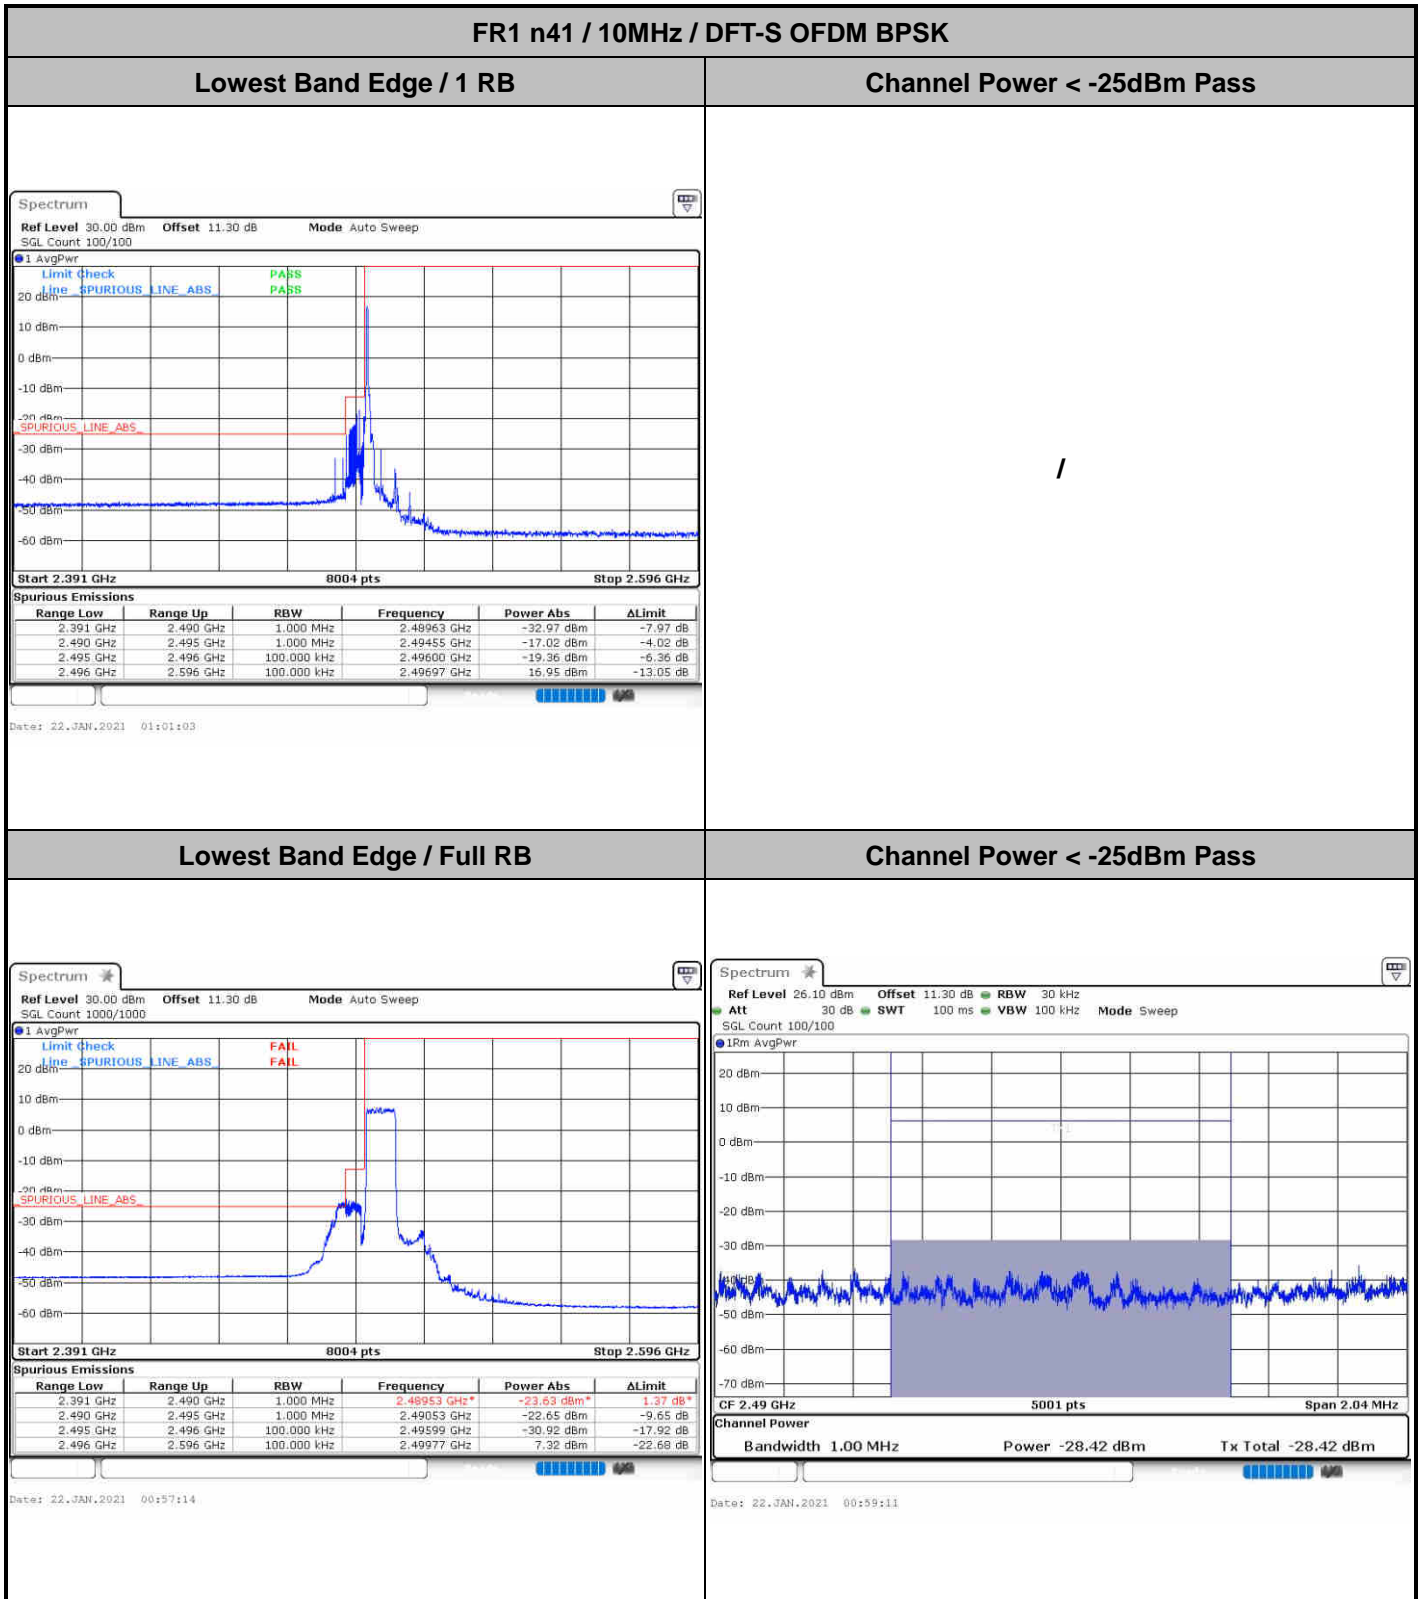 FR1 n41 / 10MHz / DFT-S OFDM BPSK
Lowest Band Edge / 1 RB
Channel Power < -25dBm Pass
Spectrum
Ref Level 30.00 dBm Offset 11.30 dB Mode Auto Sweep
SGL Count 100/100
1 AvgPwr
Limit Check PASS
Line _SPURIOUS_LINE_ABS_ PASS
20 dBm
10 dBm
0 dBm
-10 dBm
-20 dBm
_SPURIOUS_LINE_ABS_
-30 dBm
-40 dBm
-50 dBm
-60 dBm
Start 2.391 GHz 8004 pts Stop 2.596 GHz
Spurious Emissions
Range Low Range Up RBW Frequency Power Abs ΔLimit
2.391 GHz 2.490 GHz 1.000 MHz 2.48963 GHz -32.97 dBm -7.97 dB
2.490 GHz 2.495 GHz 1.000 MHz 2.49455 GHz -17.02 dBm -4.02 dB
2.495 GHz 2.496 GHz 100.000 kHz 2.49600 GHz -19.36 dBm -6.36 dB
2.496 GHz 2.596 GHz 100.000 kHz 2.49697 GHz 16.95 dBm -13.05 dB
Date: 22.JAN.2021 01:01:03
/
Lowest Band Edge / Full RB
Channel Power < -25dBm Pass
Spectrum
Ref Level 30.00 dBm Offset 11.30 dB Mode Auto Sweep
SGL Count 1000/1000
1 AvgPwr
Limit Check FAIL
Line _SPURIOUS_LINE_ABS_ FAIL
20 dBm
10 dBm
0 dBm
-10 dBm
-20 dBm
_SPURIOUS_LINE_ABS_
-30 dBm
-40 dBm
-50 dBm
-60 dBm
Start 2.391 GHz 8004 pts Stop 2.596 GHz
Spurious Emissions
Range Low Range Up RBW Frequency Power Abs ΔLimit
2.391 GHz 2.490 GHz 1.000 MHz 2.48953 GHz* -23.63 dBm* 1.37 dB*
2.490 GHz 2.495 GHz 1.000 MHz 2.49053 GHz -22.65 dBm -9.65 dB
2.495 GHz 2.496 GHz 100.000 kHz 2.49599 GHz -30.92 dBm -17.92 dB
2.496 GHz 2.596 GHz 100.000 kHz 2.49977 GHz 7.32 dBm -22.68 dB
Date: 22.JAN.2021 00:57:14
Spectrum
Ref Level 26.10 dBm Offset 11.30 dB RBW 30 kHz
Att 30 dB SWT 100 ms VBW 100 kHz Mode Sweep
SGL Count 100/100
1Rm AvgPwr
20 dBm
10 dBm
0 dBm
-10 dBm
-20 dBm
-30 dBm
-40 dBm
-50 dBm
-60 dBm
-70 dBm
CF 2.49 GHz 5001 pts Span 2.04 MHz
Channel Power
Bandwidth 1.00 MHz Power -28.42 dBm Tx Total -28.42 dBm
Date: 22.JAN.2021 00:59:11